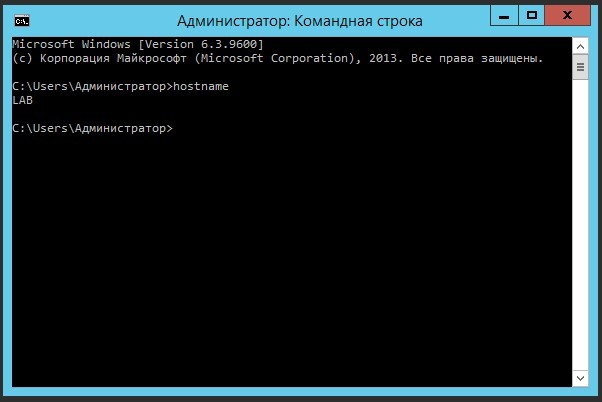 Администратор: Командная строка
Microsoft Windows [Version 6.3.9600]
(c) Корпорация Майкрософт (Microsoft Corporation), 2013. Все права защищены.
C:\Users\Администратор>hostname
LAB
C:\Users\Администратор>